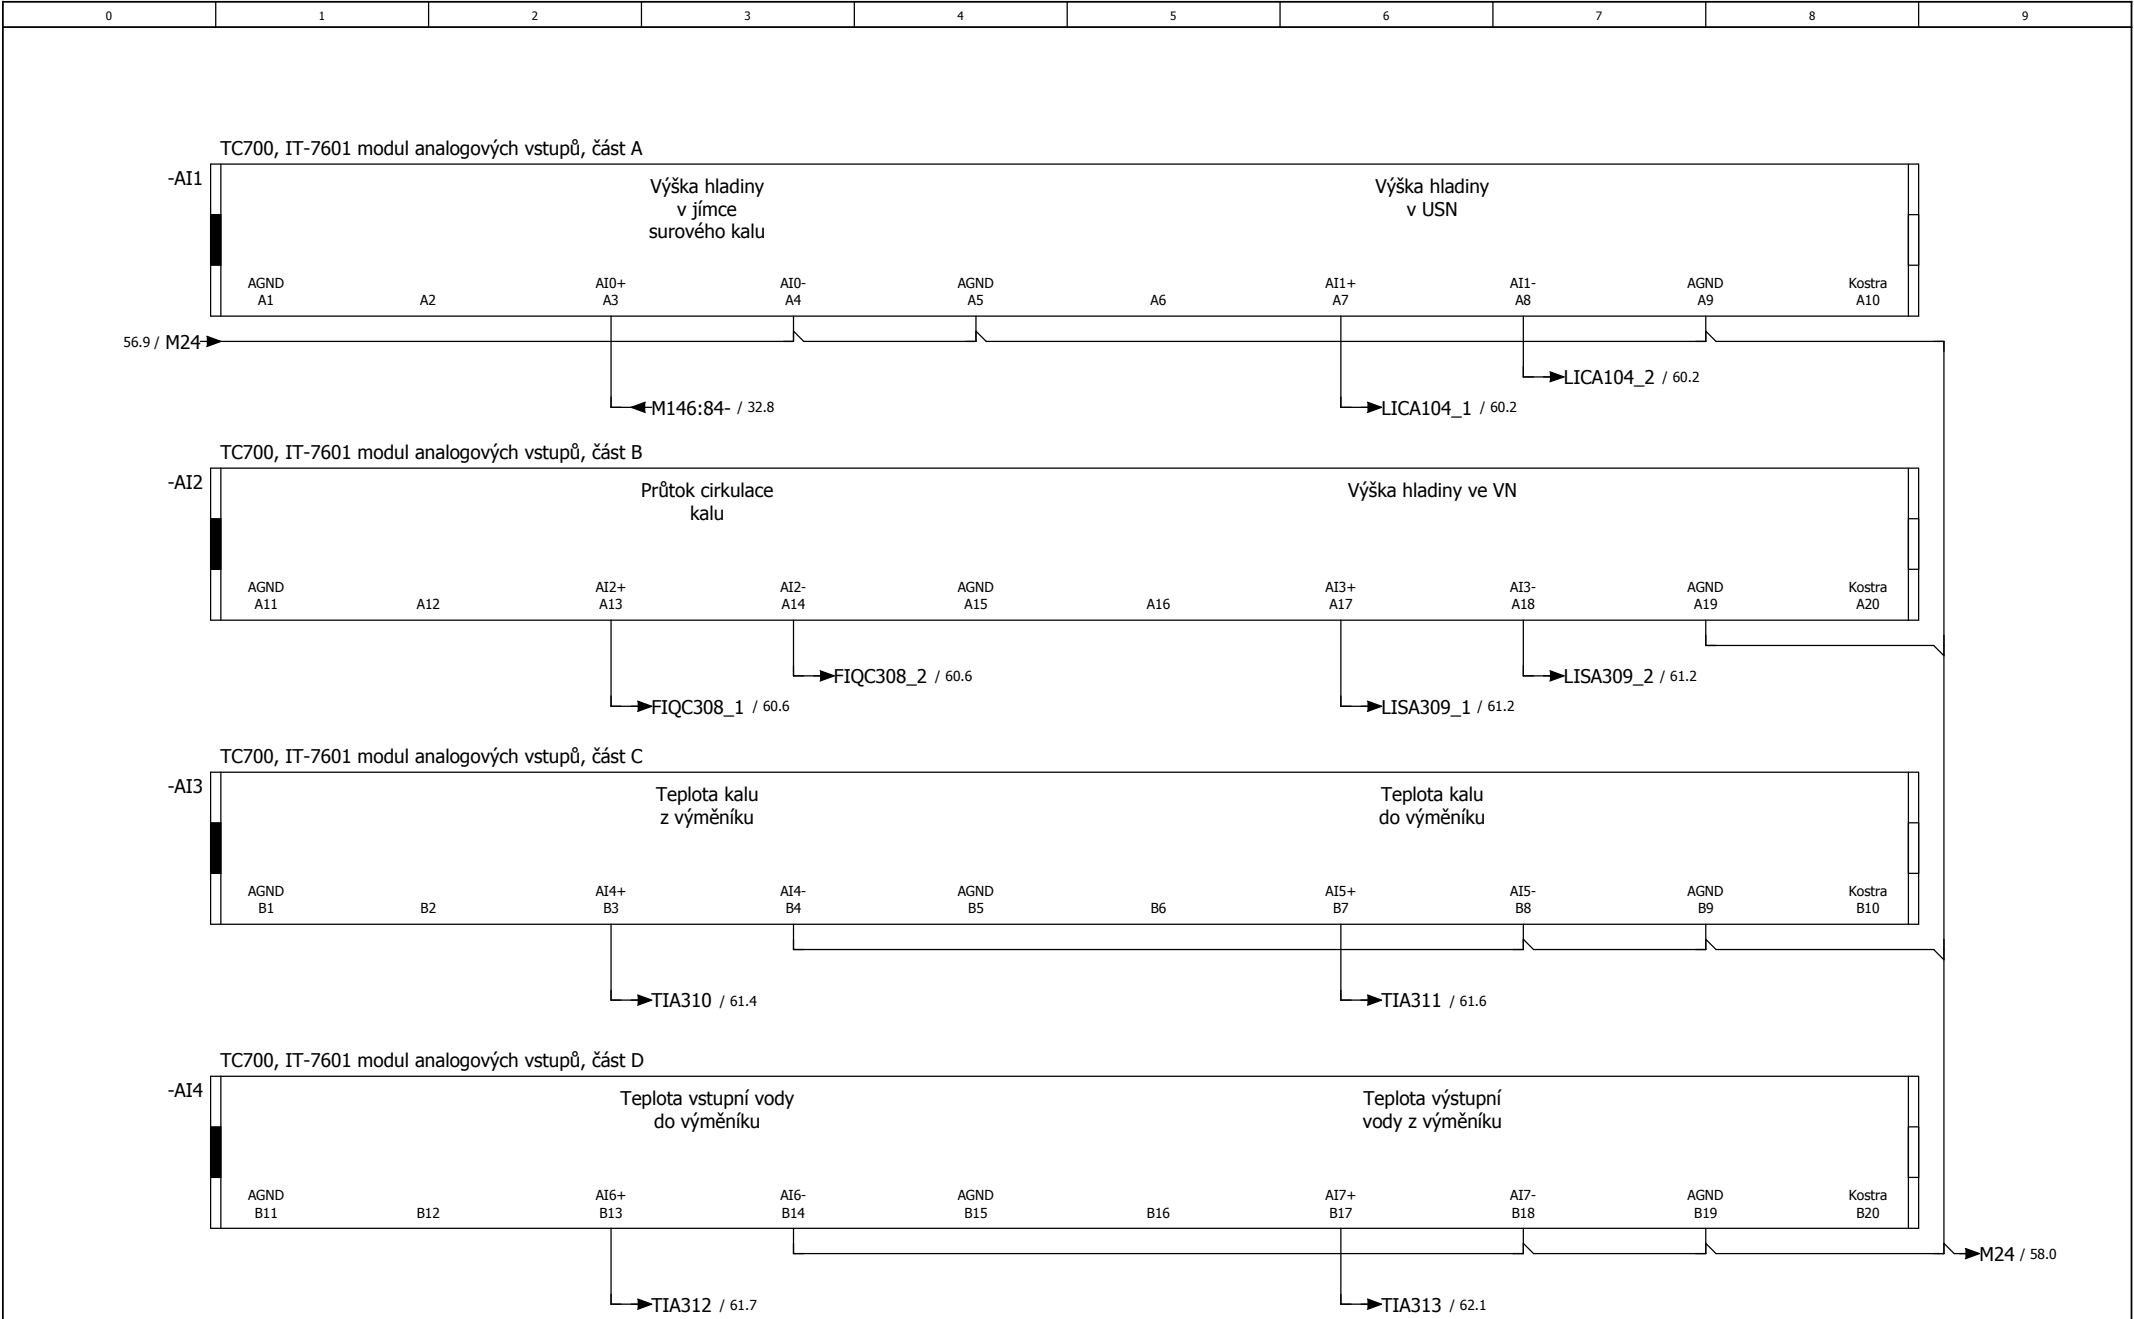 0 1 2 3 4 5 6 7 8 9
TC700, IT-7601 modul analogových vstupů, část A
-AI1
Výška hladiny
v jímce
surového kalu
Výška hladiny
v USN
AGND AI0+ AI0- AGND AI1+ AI1- AGND Kostra
A1 A2 A3 A4 A5 A6 A7 A8 A9 A10
56.9 / M24
LICA104_2 / 60.2
M146:84- / 32.8
LICA104_1 / 60.2
TC700, IT-7601 modul analogových vstupů, část B
-AI2
Průtok cirkulace
kalu
Výška hladiny ve VN
AGND AI2+ AI2- AGND AI3+ AI3- AGND Kostra
A11 A12 A13 A14 A15 A16 A17 A18 A19 A20
FIQC308_2 / 60.6
LISA309_2 / 61.2
FIQC308_1 / 60.6
LISA309_1 / 61.2
TC700, IT-7601 modul analogových vstupů, část C
-AI3
Teplota kalu
z výměníku
Teplota kalu
do výměníku
AGND AI4+ AI4- AGND AI5+ AI5- AGND Kostra
B1 B2 B3 B4 B5 B6 B7 B8 B9 B10
TIA310 / 61.4
TIA311 / 61.6
TC700, IT-7601 modul analogových vstupů, část D
-AI4
Teplota vstupní vody
do výměníku
Teplota výstupní
vody z výměníku
AGND AI6+ AI6- AGND AI7+ AI7- AGND Kostra
B11 B12 B13 B14 B15 B16 B17 B18 B19 B20
M24 / 58.0
TIA312 / 61.7
TIA313 / 62.1